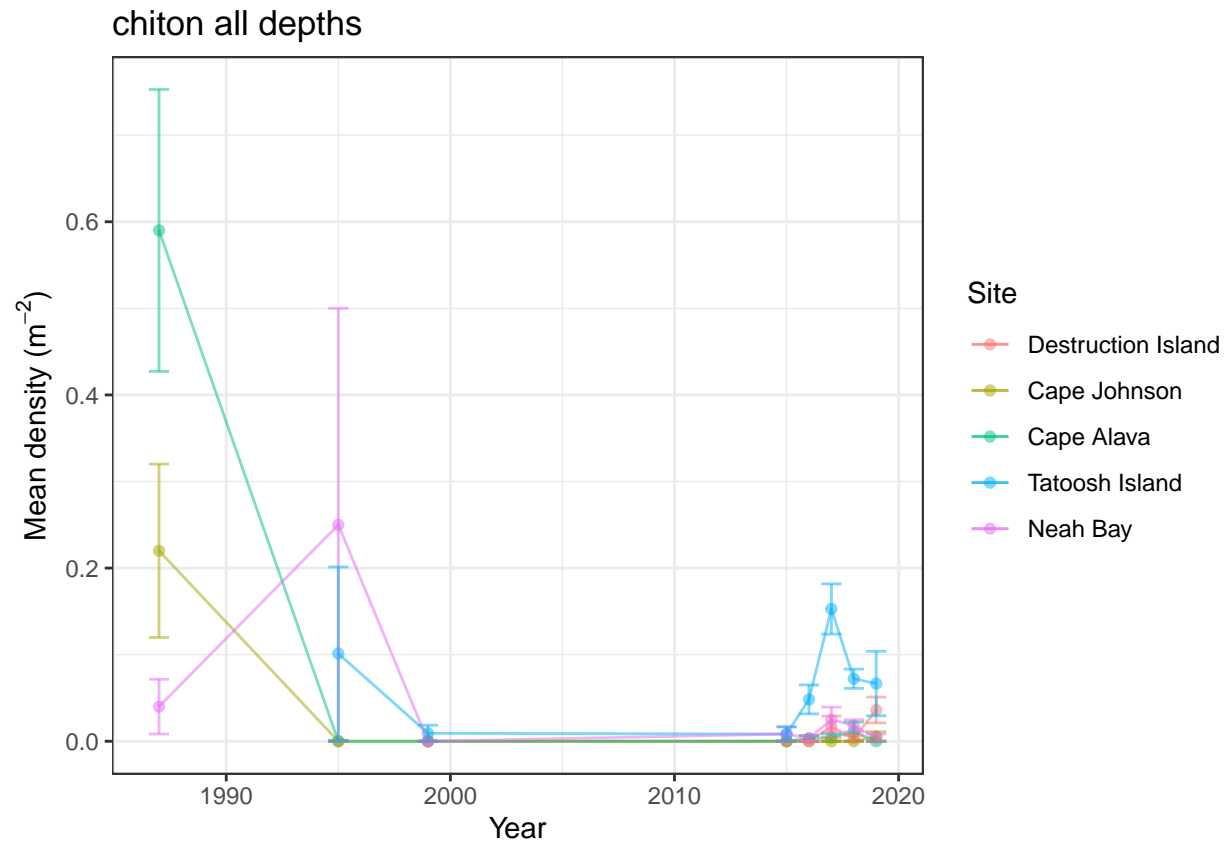 chiton all depths
Mean density (m⁻²)
0.6
0.4
0.2
0.0
1990
2000
2010
2020
Year
Site
Destruction Island
Cape Johnson
Cape Alava
Tatoosh Island
Neah Bay